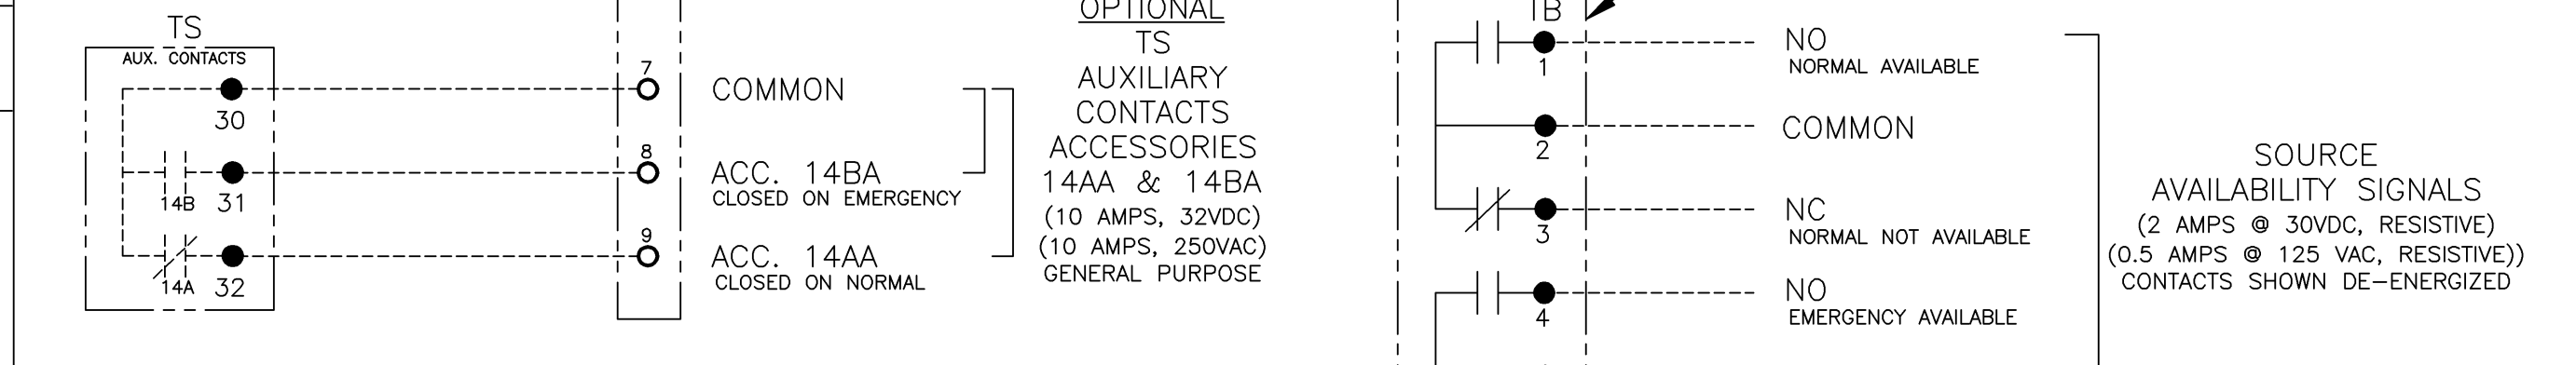 TS
AUX. CONTACTS
30
14B 31
14A 32
7
COMMON
8
ACC. 14BA
CLOSED ON EMERGENCY
9
ACC. 14AA
CLOSED ON NORMAL
OPTIONAL
TS
AUXILIARY
CONTACTS
ACCESSORIES
14AA & 14BA
(10 AMPS, 32VDC)
(10 AMPS, 250VAC)
GENERAL PURPOSE
TB
1
NO
NORMAL AVAILABLE
2
COMMON
3
NC
NORMAL NOT AVAILABLE
4
NO
EMERGENCY AVAILABLE
SOURCE
AVAILABILITY SIGNALS
(2 AMPS @ 30VDC, RESISTIVE)
(0.5 AMPS @ 125 VAC, RESISTIVE))
CONTACTS SHOWN DE-ENERGIZED